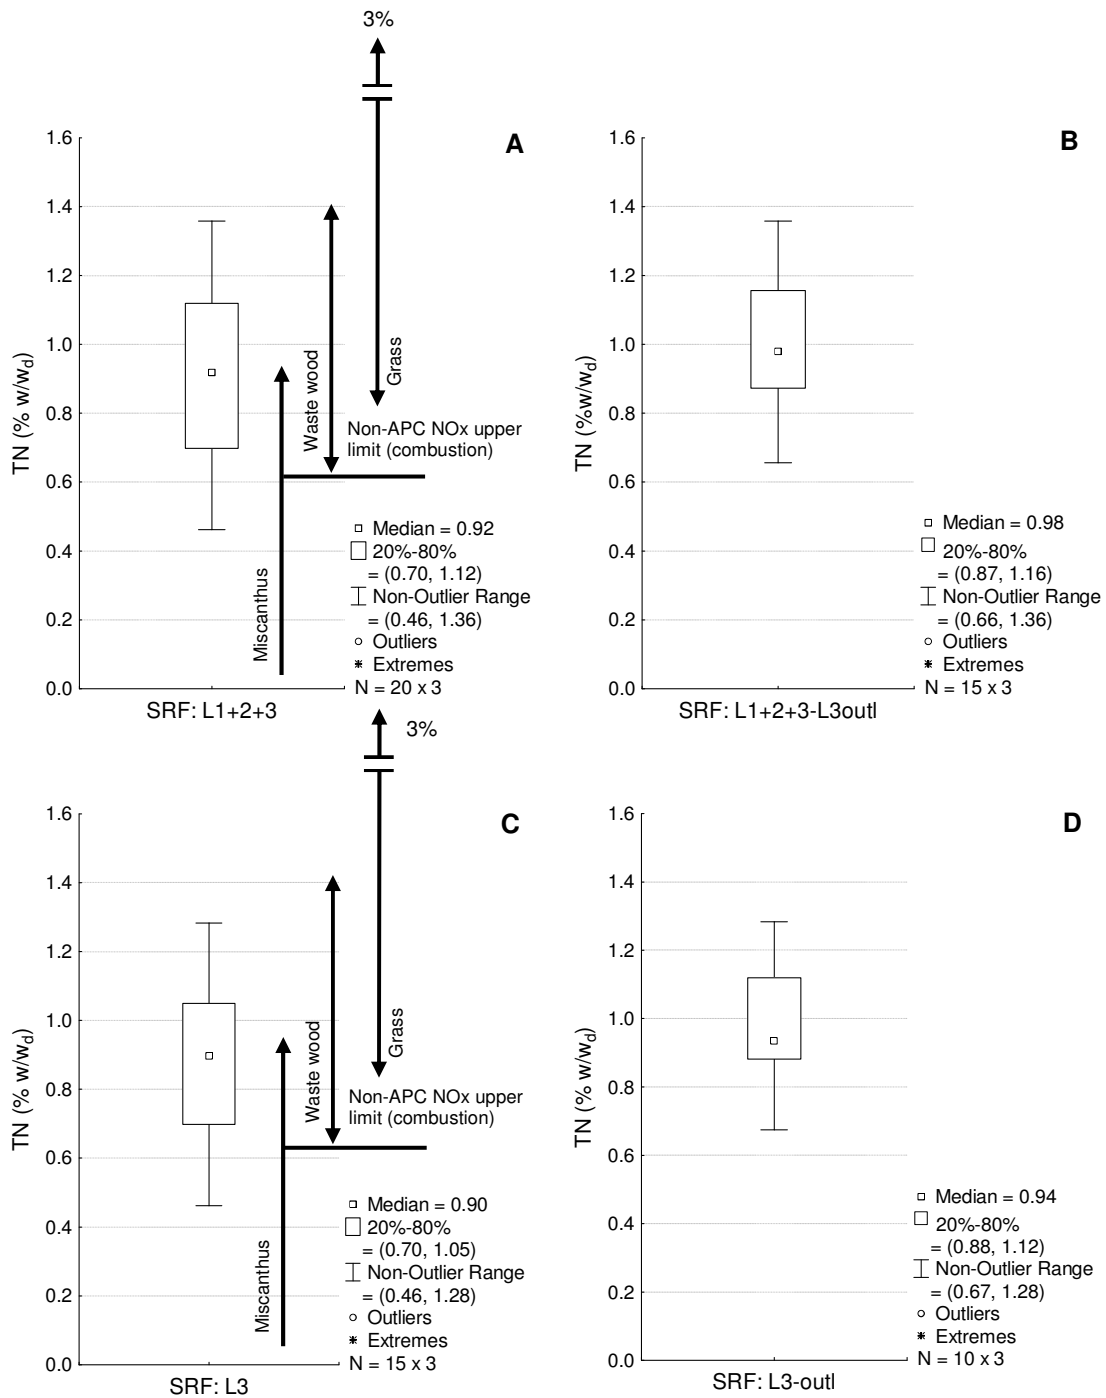 3%
A
1.6
1.4
1.2
1.0
0.8
0.6
0.4
0.2
0.0
TN (% w/wd)
Miscanthus
Waste wood
Grass
Non-APC NOx upper
limit (combustion)
Median = 0.92
20%-80%
= (0.70, 1.12)
Non-Outlier Range
= (0.46, 1.36)
Outliers
Extremes
N = 20 x 3
SRF: L1+2+3
B
1.6
1.4
1.2
1.0
0.8
0.6
0.4
0.2
0.0
TN (%w/wd)
Median = 0.98
20%-80%
= (0.87, 1.16)
Non-Outlier Range
= (0.66, 1.36)
Outliers
Extremes
N = 15 x 3
SRF: L1+2+3-L3outl
3%
C
1.6
1.4
1.2
1.0
0.8
0.6
0.4
0.2
0.0
TN (% w/wd)
Miscanthus
Waste wood
Grass
Non-APC NOx upper
limit (combustion)
Median = 0.90
20%-80%
= (0.70, 1.05)
Non-Outlier Range
= (0.46, 1.28)
Outliers
Extremes
N = 15 x 3
SRF: L3
D
1.6
1.4
1.2
1.0
0.8
0.6
0.4
0.2
0.0
TN (% w/wd)
Median = 0.94
20%-80%
= (0.88, 1.12)
Non-Outlier Range
= (0.67, 1.28)
Outliers
Extremes
N = 10 x 3
SRF: L3-outl